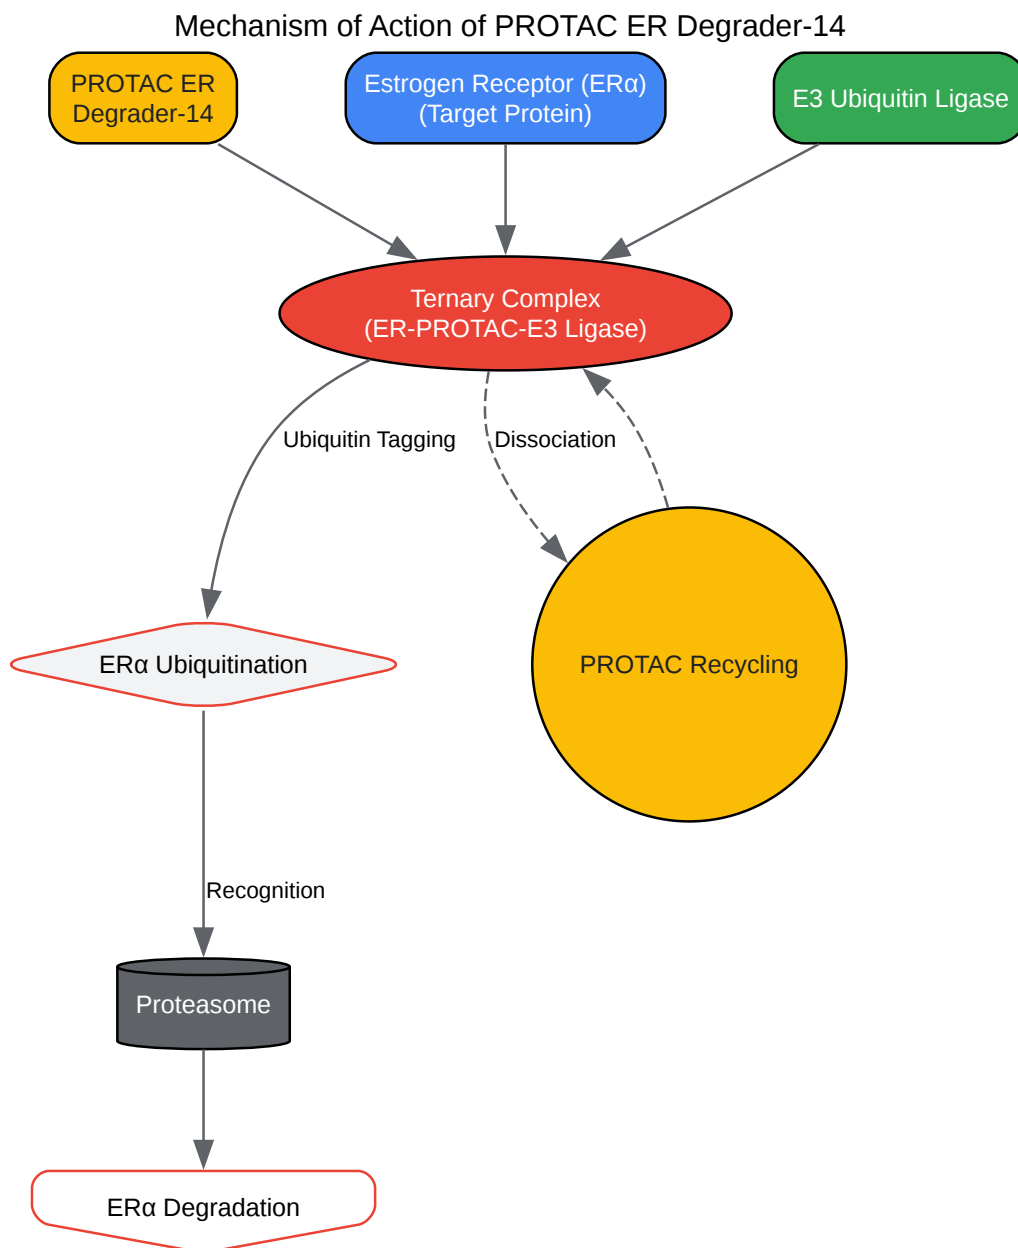 Mechanism of Action of PROTAC ER Degrader-14
PROTAC ER
Degrader-14
Estrogen Receptor (ERα)
(Target Protein)
E3 Ubiquitin Ligase
Ternary Complex
(ER-PROTAC-E3 Ligase)
Ubiquitin Tagging
Dissociation
ERα Ubiquitination
PROTAC Recycling
Recognition
Proteasome
ERα Degradation